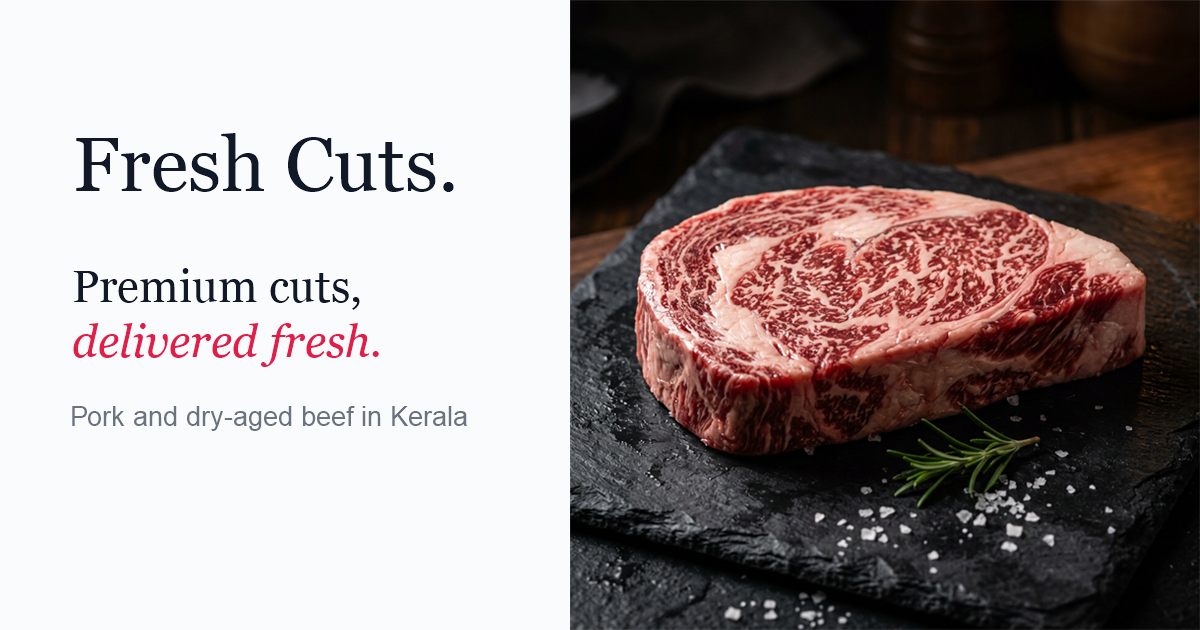 Fresh Cuts.
Premium cuts,
delivered fresh.
Pork and dry-aged beef in Kerala